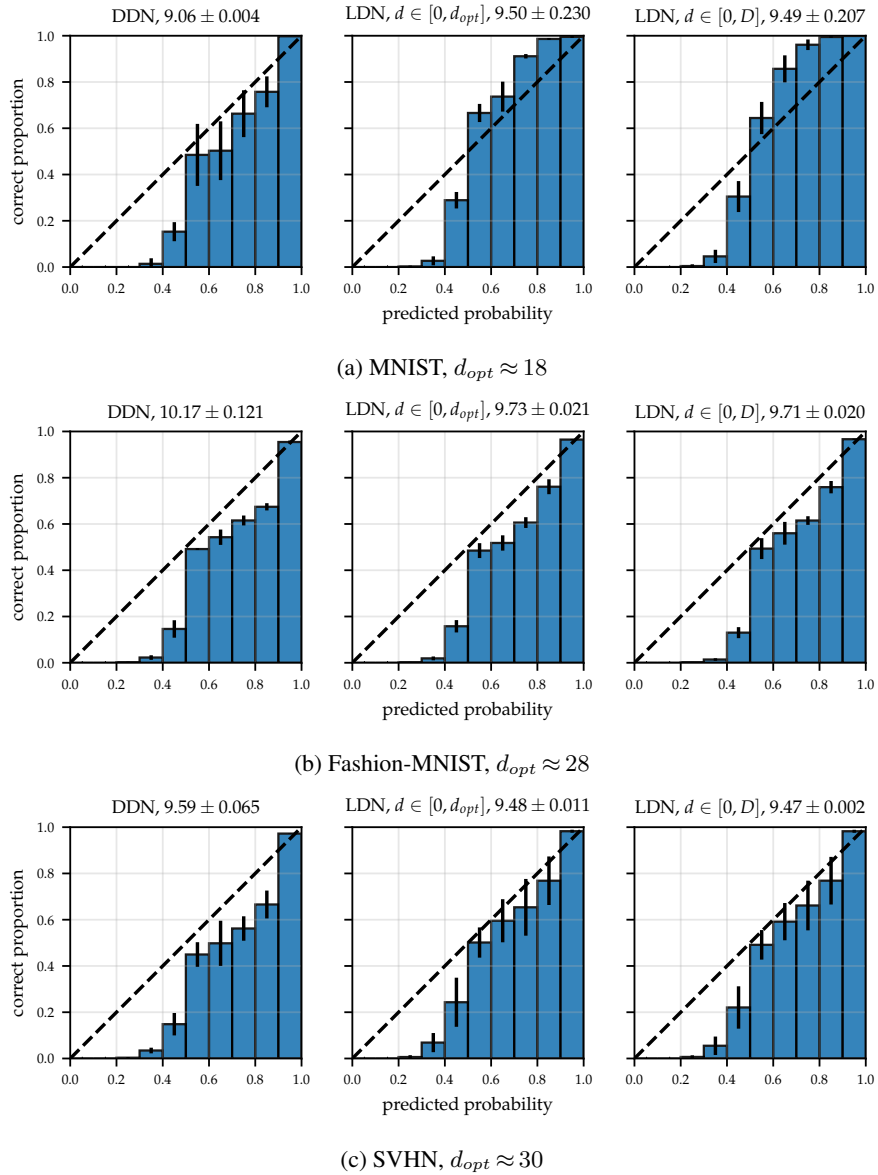 DDN, 9.06 ± 0.004
LDN, d ∈ [0, d_opt], 9.50 ± 0.230
LDN, d ∈ [0, D], 9.49 ± 0.207
correct proportion
1.0
0.8
0.6
0.4
0.2
0.0
0.0 0.2 0.4 0.6 0.8 1.0
0.0 0.2 0.4 0.6 0.8 1.0
0.0 0.2 0.4 0.6 0.8 1.0
predicted probability
(a) MNIST, d_opt ≈ 18
DDN, 10.17 ± 0.121
LDN, d ∈ [0, d_opt], 9.73 ± 0.021
LDN, d ∈ [0, D], 9.71 ± 0.020
correct proportion
1.0
0.8
0.6
0.4
0.2
0.0
0.0 0.2 0.4 0.6 0.8 1.0
0.0 0.2 0.4 0.6 0.8 1.0
0.0 0.2 0.4 0.6 0.8 1.0
predicted probability
(b) Fashion-MNIST, d_opt ≈ 28
DDN, 9.59 ± 0.065
LDN, d ∈ [0, d_opt], 9.48 ± 0.011
LDN, d ∈ [0, D], 9.47 ± 0.002
correct proportion
1.0
0.8
0.6
0.4
0.2
0.0
0.0 0.2 0.4 0.6 0.8 1.0
0.0 0.2 0.4 0.6 0.8 1.0
0.0 0.2 0.4 0.6 0.8 1.0
predicted probability
(c) SVHN, d_opt ≈ 30